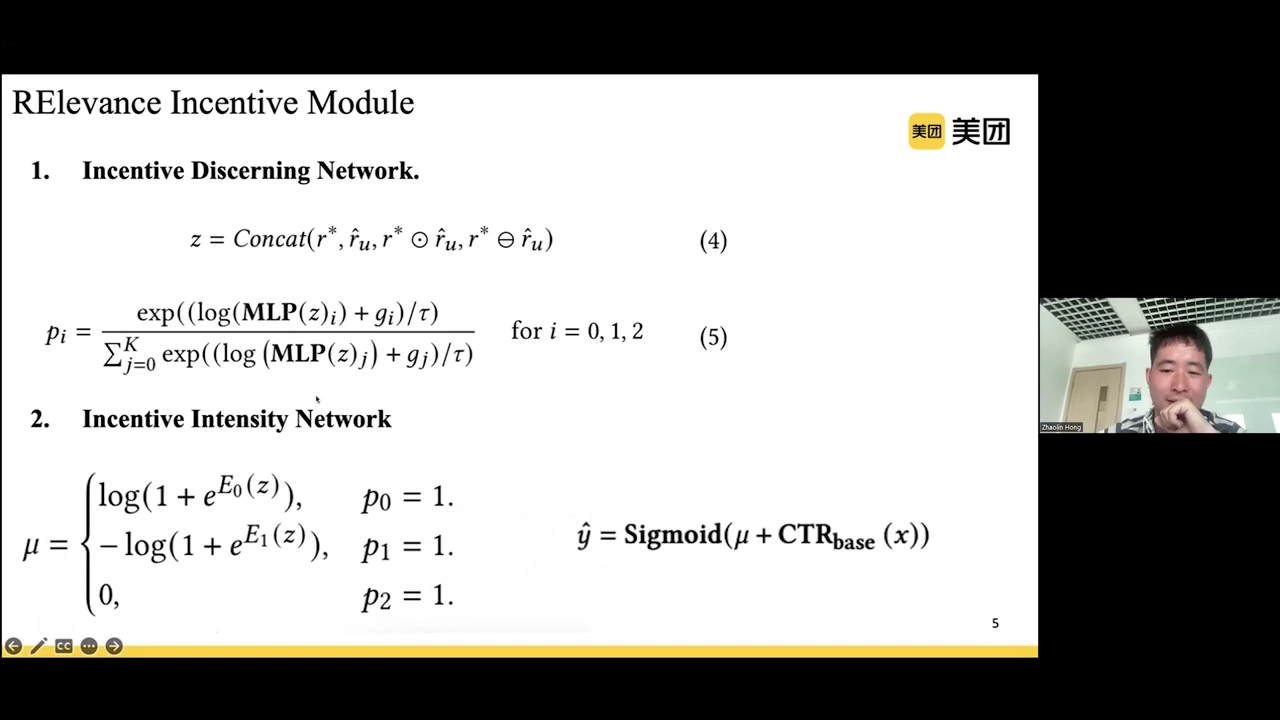 RElevance Incentive Module
美团 美团
1. Incentive Discerning Network.
z = Concat(r*, r̂_u, r* ⊙ r̂_u, r* ⊖ r̂_u) (4)
p_i = exp((log(MLP(z)_i) + g_i)/τ) / ∑_{j=0}^{K} exp((log (MLP(z)_j) + g_j)/τ) for i = 0, 1, 2 (5)
2. Incentive Intensity Network
μ = { log(1 + e^{E_0(z)}), p_0 = 1.
− log(1 + e^{E_1(z)}), p_1 = 1.
0, p_2 = 1.
ŷ = Sigmoid(μ + CTR_base (x))
5
CC
Zhaolin Hong